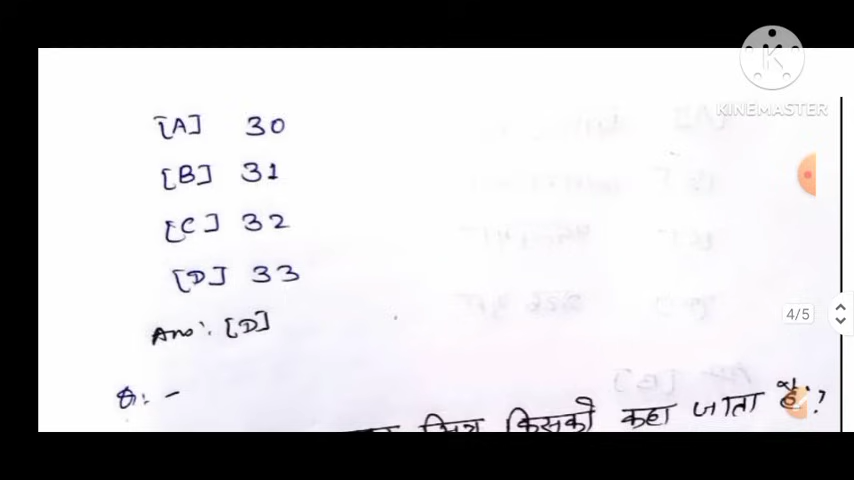 KINEMASTER
[A] 30
[B] 31
[C] 32
[D] 33
Ans: [D]
4/5
Q: -
मित्र किसको कहा जाता है?